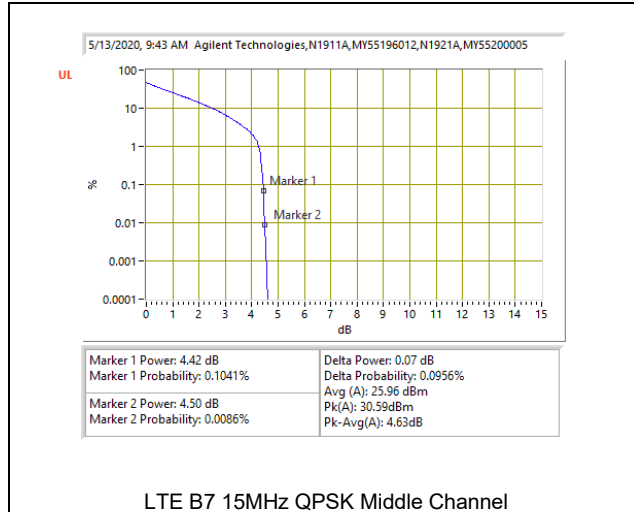 5/13/2020, 9:43 AM Agilent Technologies,N1911A,MY55196012,N1921A,MY55200005
UL
100
10
1
0.1
0.01
0.001
0.0001
%
Marker 1
Marker 2
0 1 2 3 4 5 6 7 8 9 10 11 12 13 14 15
dB
Marker 1 Power: 4.42 dB
Marker 1 Probability: 0.1041%
Marker 2 Power: 4.50 dB
Marker 2 Probability: 0.0086%
Delta Power: 0.07 dB
Delta Probability: 0.0956%
Avg (A): 25.96 dBm
Pk(A): 30.59dBm
Pk-Avg(A): 4.63dB
LTE B7 15MHz QPSK Middle Channel